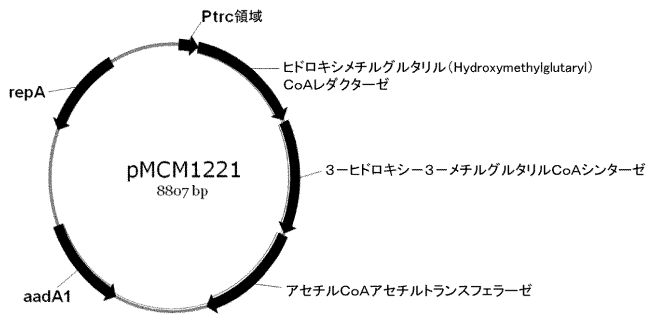 Ptrc領域
ヒドロキシメチルグルタリル(Hydroxymethylglutaryl)
CoAレダクターゼ
repA
pMCM1221
8807 bp
3-ヒドロキシ-3-メチルグルタリルCoAシンターゼ
aadA1
アセチルCoAアセチルトランスフェラーゼ